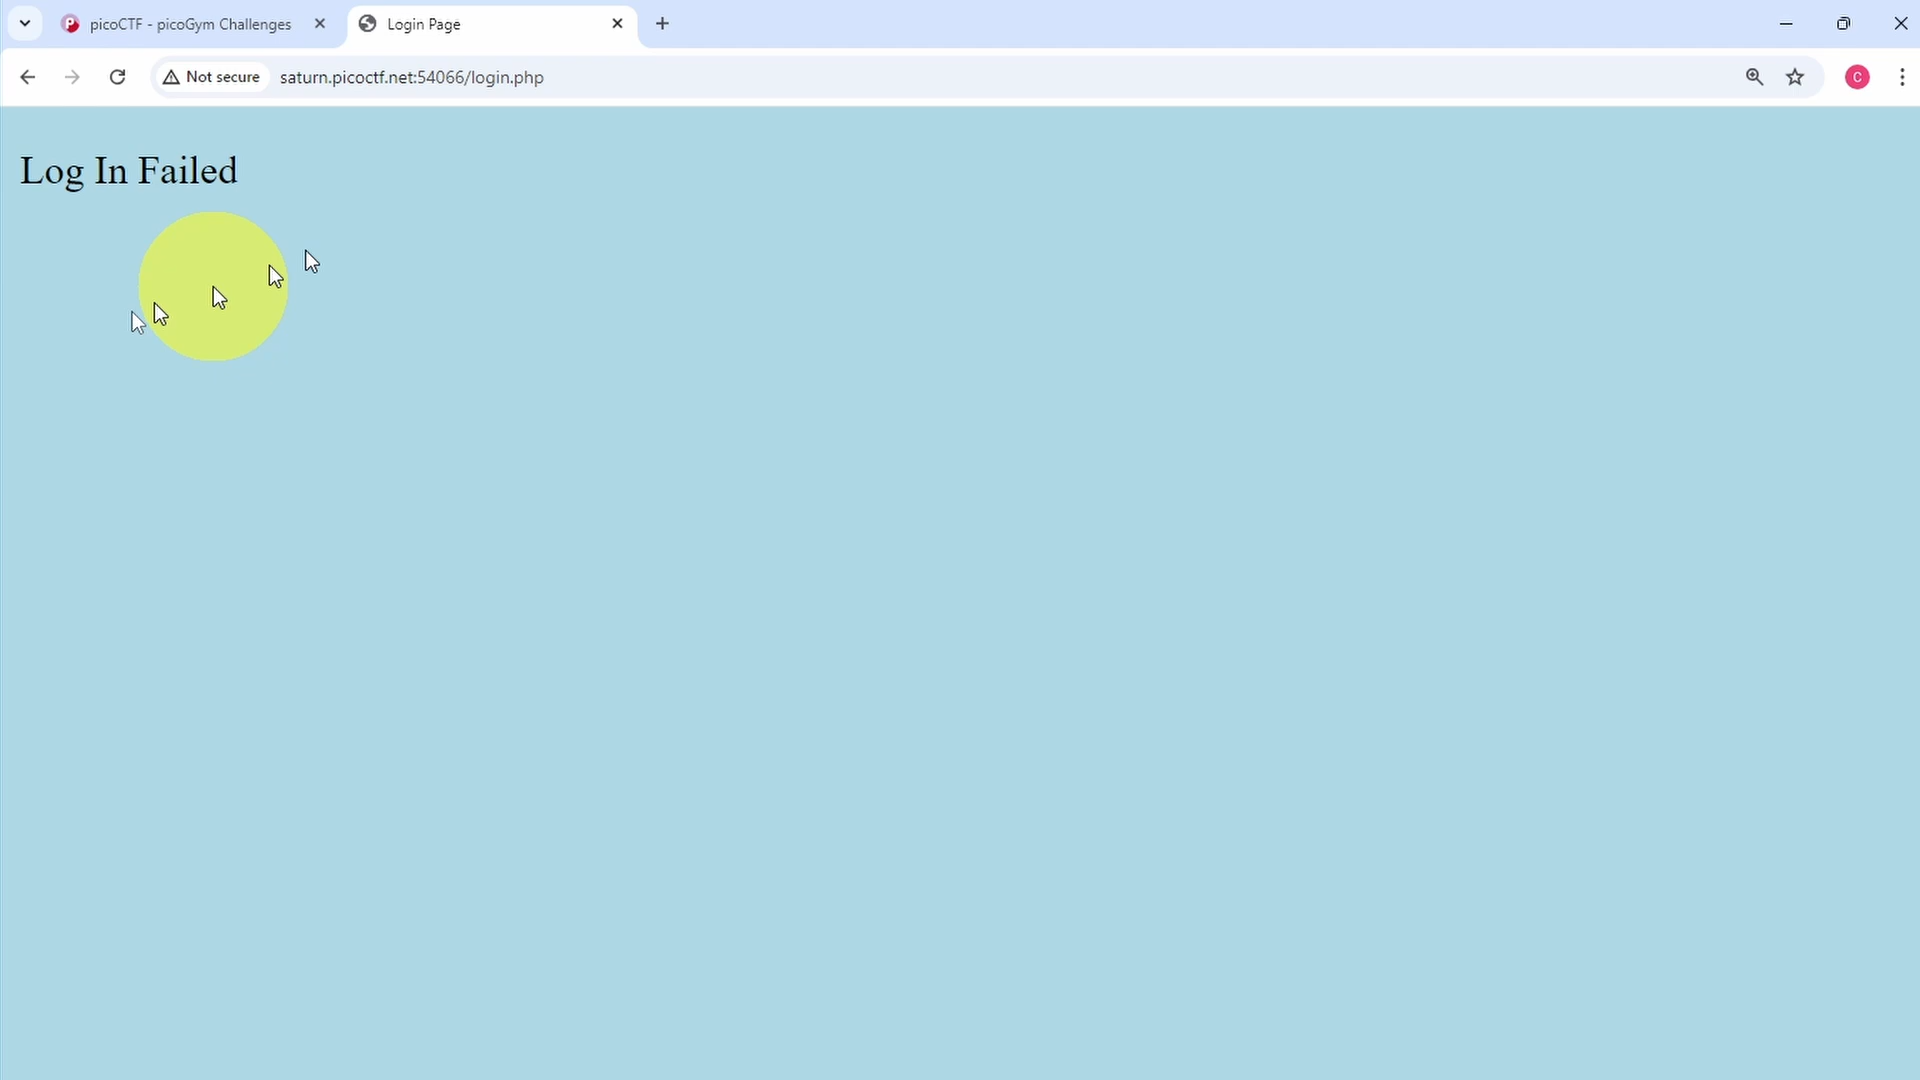 picoCTF - picoGym Challenges
Login Page
Not secure
saturn.picoctf.net:54066/login.php
C
Log In Failed